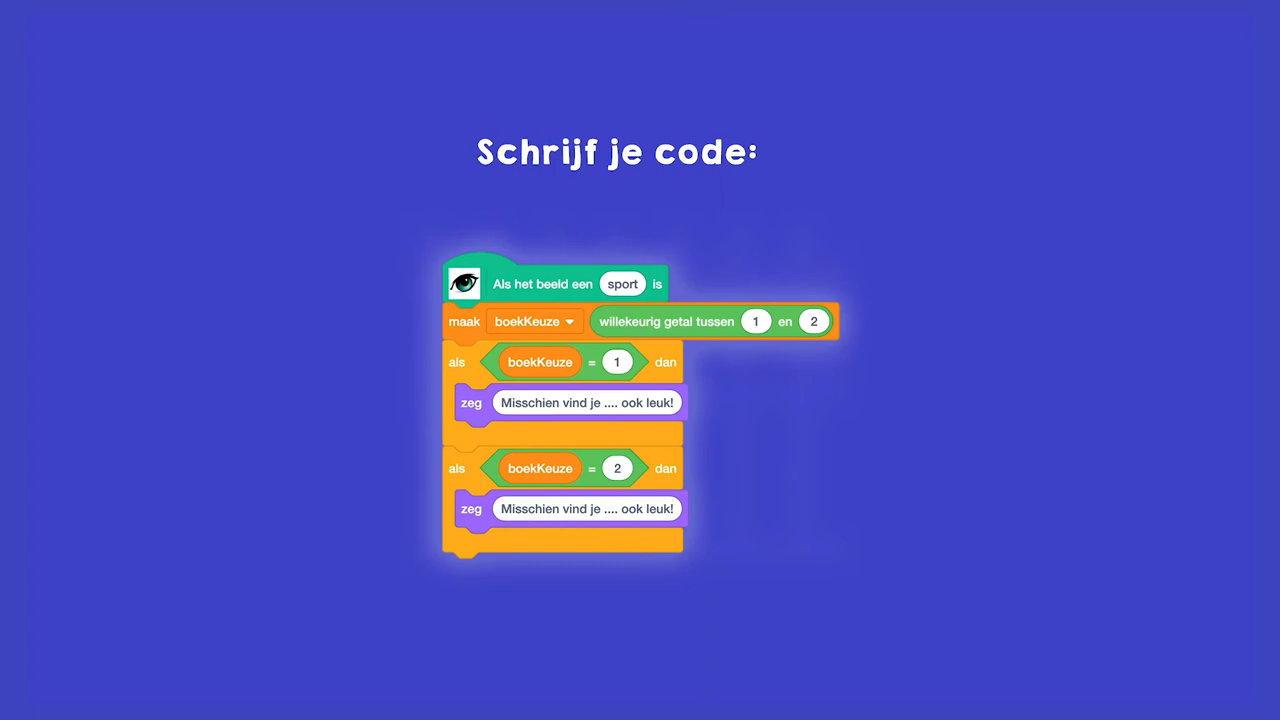 Schrijf je code:
Als het beeld een sport is
maak boekKeuze willekeurig getal tussen 1 en 2
als boekKeuze = 1 dan
zeg Misschien vind je .... ook leuk!
als boekKeuze = 2 dan
zeg Misschien vind je .... ook leuk!